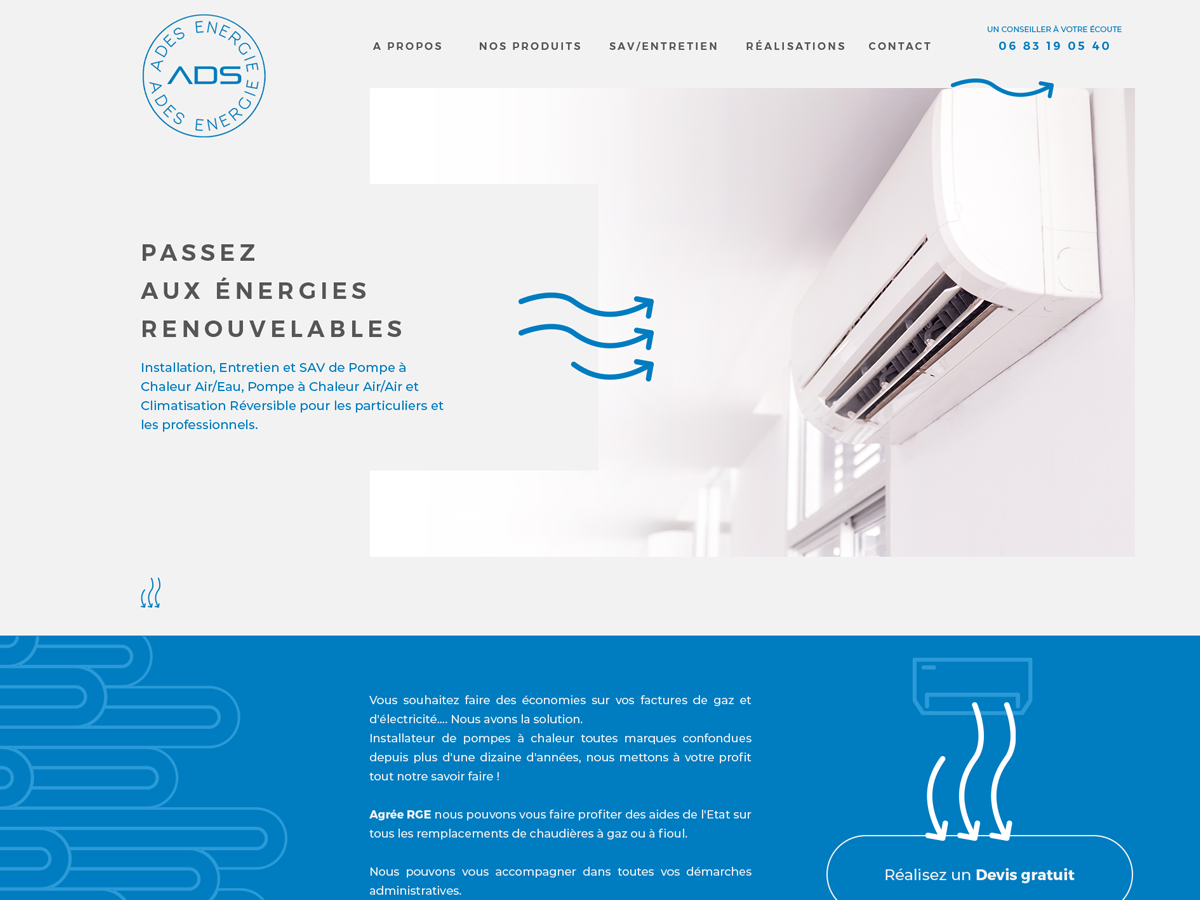 ADES ENERGIE
ADS
ADES ENERGIE
A PROPOS
NOS PRODUITS
SAV/ENTRETIEN
RÉALISATIONS
CONTACT
UN CONSEILLER À VOTRE ÉCOUTE
06 83 19 05 40
PASSEZ
AUX ÉNERGIES
RENOUVELABLES
Installation, Entretien et SAV de Pompe à
Chaleur Air/Eau, Pompe à Chaleur Air/Air et
Climatisation Réversible pour les particuliers et
les professionnels.
Vous souhaitez faire des économies sur vos factures de gaz et
d'électricité.... Nous avons la solution.
Installateur de pompes à chaleur toutes marques confondues
depuis plus d'une dizaine d'années, nous mettons à votre profit
tout notre savoir faire !
Agrée RGE nous pouvons vous faire profiter des aides de l'Etat sur
tous les remplacements de chaudières à gaz ou à fioul.
Nous pouvons vous accompagner dans toutes vos démarches
administratives.
Réalisez un Devis gratuit